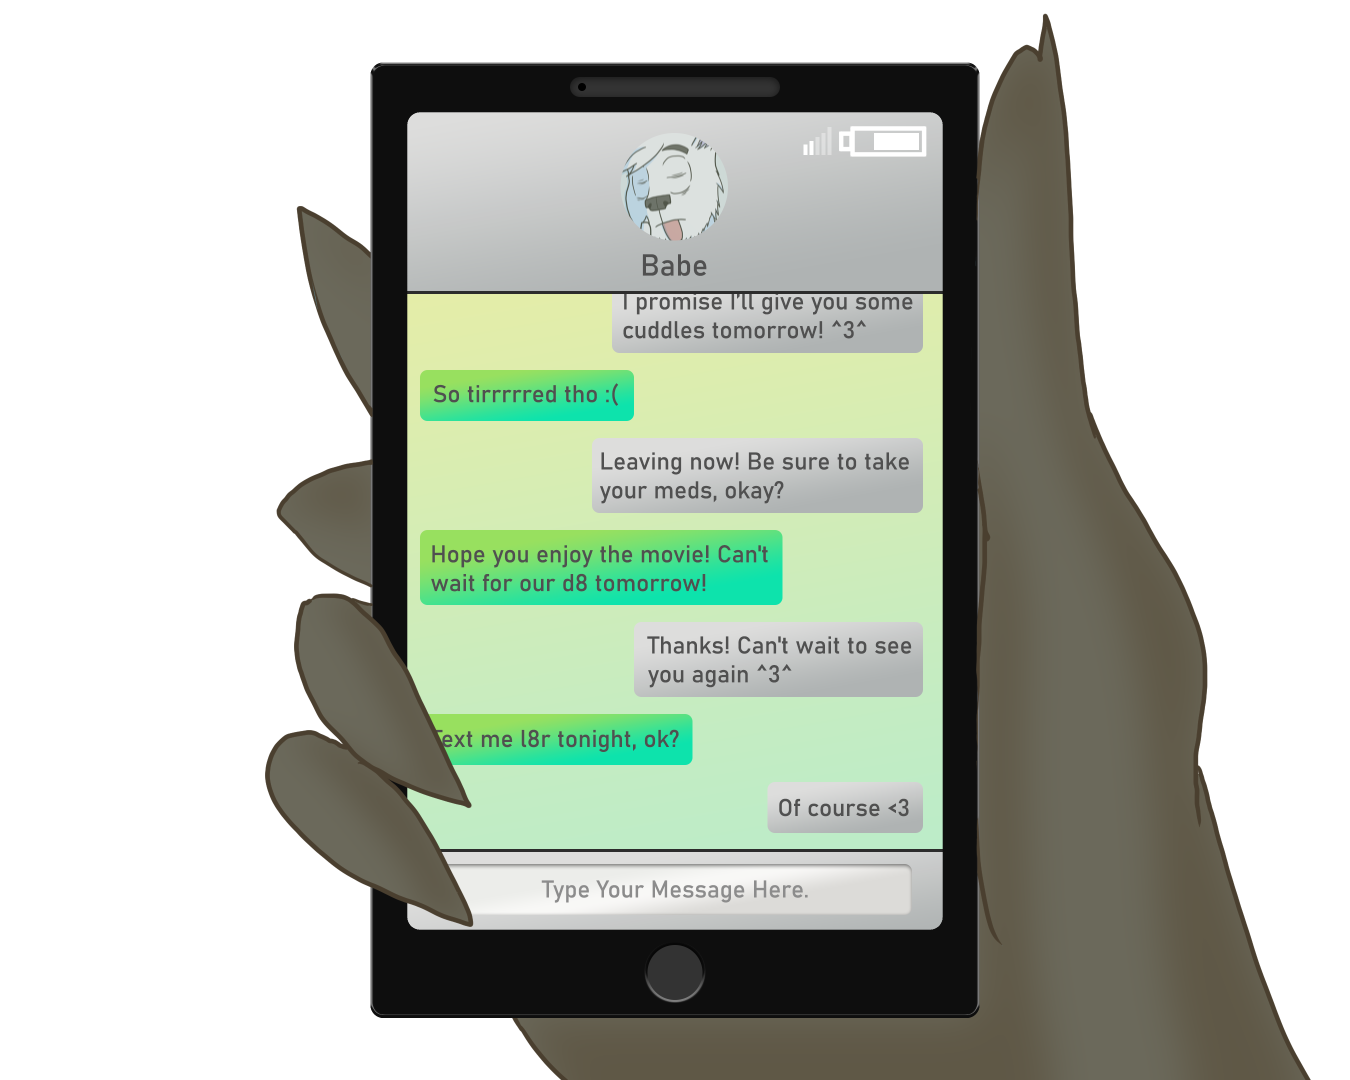 Babe
I promise I'll give you some
cuddles tomorrow! ^3^
So tirrrrred tho :(
Leaving now! Be sure to take
your meds, okay?
Hope you enjoy the movie! Can't
wait for our d8 tomorrow!
Thanks! Can't wait to see
you again ^3^
Text me l8r tonight, ok?
Of course <3
Type Your Message Here.